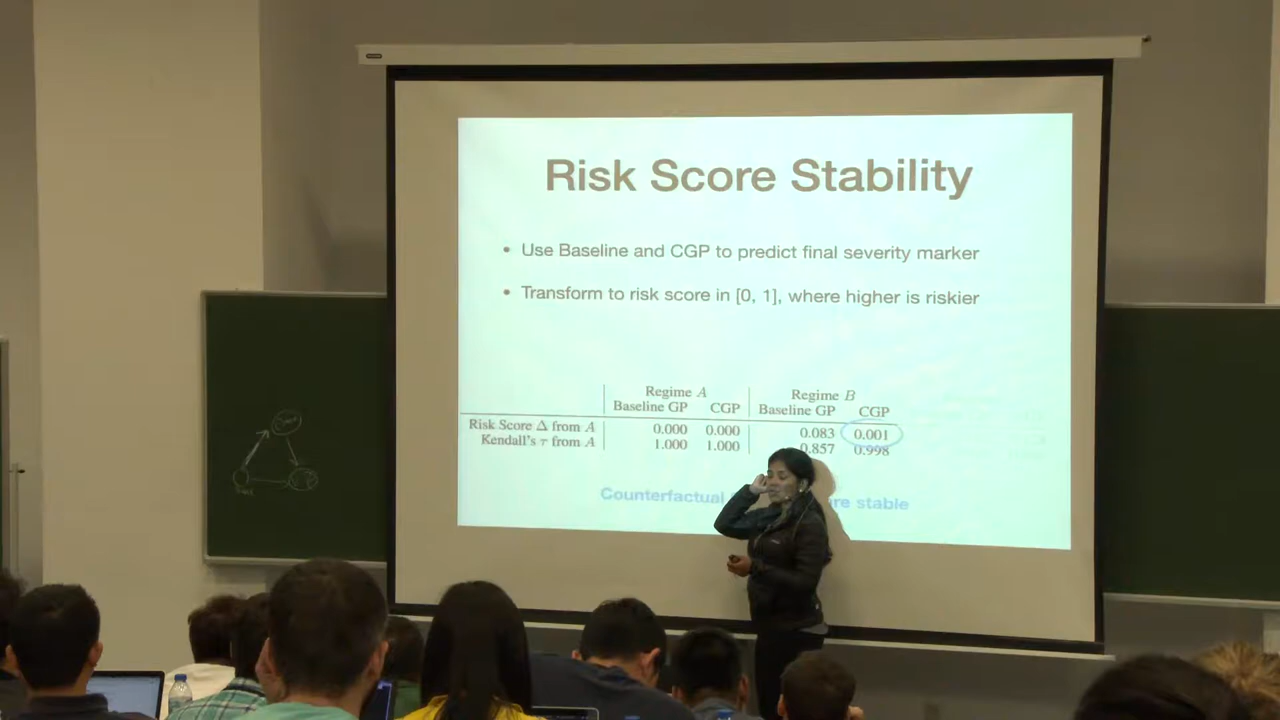 Risk Score Stability
• Use Baseline and CGP to predict final severity marker
• Transform to risk score in [0, 1], where higher is riskier
Regime A Regime B
Baseline GP CGP Baseline GP CGP
Risk Score Δ from A 0.000 0.000 0.083 0.001
Kendall's τ from A 1.000 1.000 0.857 0.998
Counterfactual re stable